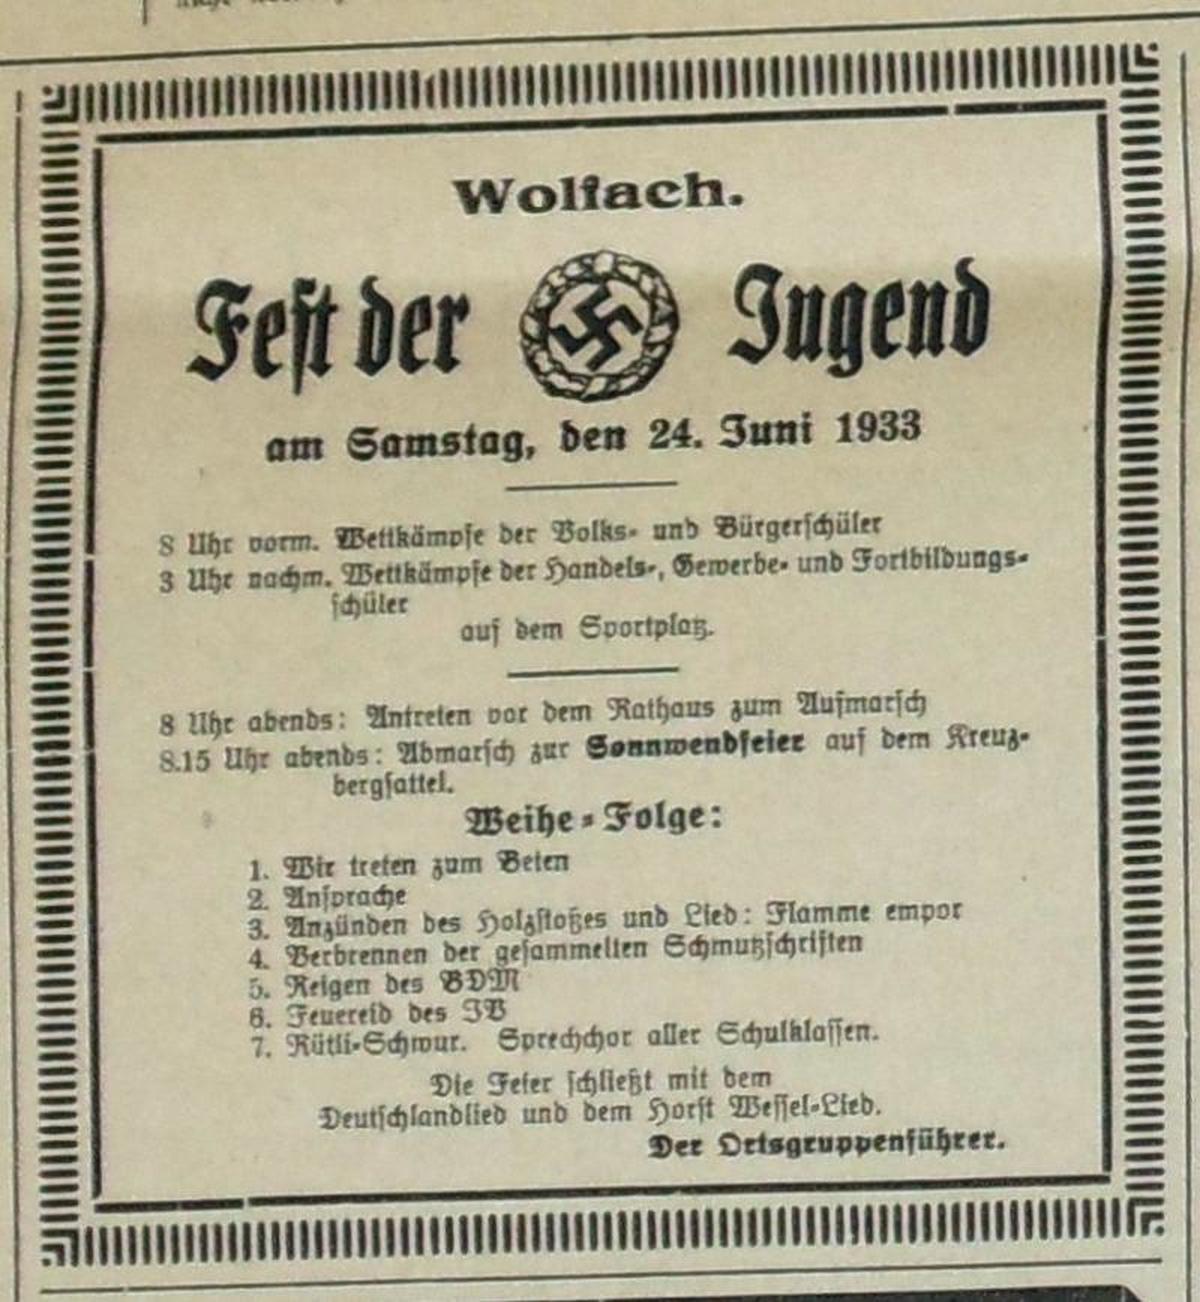 Wolfach.
Fest der Jugend
am Samstag, den 24. Juni 1933
8 Uhr vorm. Wettkämpfe der Volks- und Bürgerschüler
3 Uhr nachm. Wettkämpfe der Handels-, Gewerbe- und Fortbildungs-
schüler
auf dem Sportplatz.
8 Uhr abends: Antreten vor dem Rathaus zum Aufmarsch
8.15 Uhr abends: Abmarsch zur Sonnwendfeier auf dem Kreuz-
bergsattel.
Weihe-Folge:
1. Wir treten zum Beten
2. Ansprache
3. Anzünden des Holzstoßes und Lied: Flamme empor
4. Verbrennen der gesammelten Schmutzschriften
5. Reigen des BDM
6. Feuereid des JV
7. Rütli-Schwur. Sprechchor aller Schulklassen.
Die Feier schließt mit dem
Deutschlandlied und dem Horst Wessel-Lied.
Der Ortsgruppenführer.